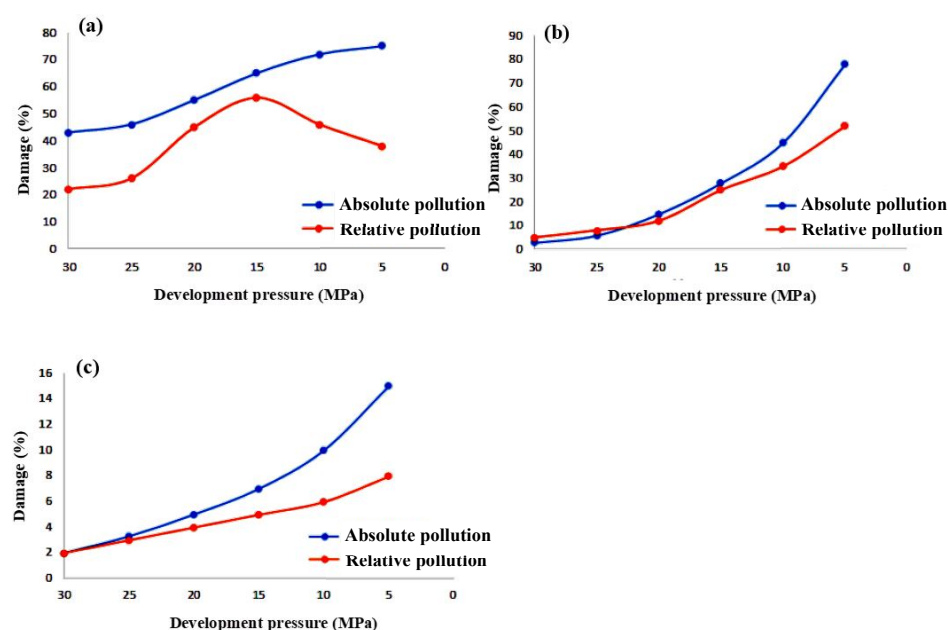 (a)
80
70
60
50
40
30
20
10
0
Damage (%)
Absolute pollution
Relative pollution
30 25 20 15 10 5 0
Development pressure (MPa)
(b)
90
80
70
60
50
40
30
20
10
0
Damage (%)
Absolute pollution
Relative pollution
30 25 20 15 10 5 0
Development pressure (MPa)
(c)
16
14
12
10
8
6
4
2
0
Damage (%)
Absolute pollution
Relative pollution
30 25 20 15 10 5 0
Development pressure (MPa)